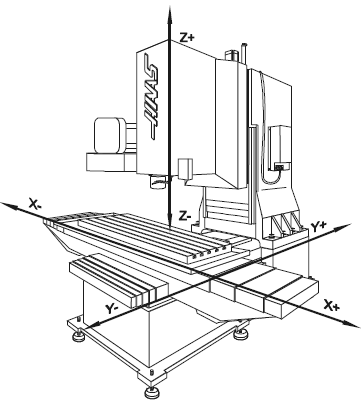 Z+
HAAS
X-
Z-
Y+
Y-
X+